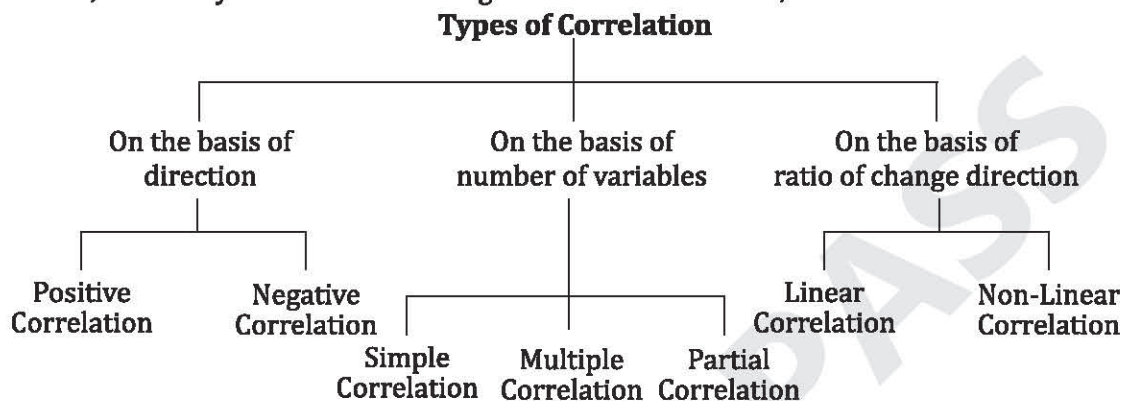 Types of Correlation
On the basis of
direction
On the basis of
number of variables
On the basis of
ratio of change direction
Positive
Correlation
Negative
Correlation
Simple
Correlation
Multiple
Correlation
Partial
Correlation
Linear
Correlation
Non-Linear
Correlation
PASS